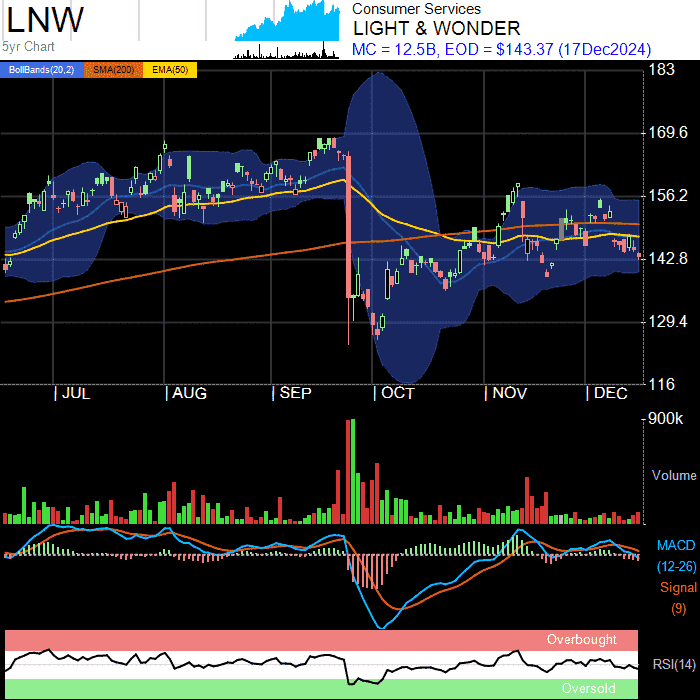 LNW
5yr Chart
Consumer Services
LIGHT & WONDER
MC = 12.5B, EOD = $143.37 (17Dec2024)
BollBands(20,2) SMA(200) EMA(50)
183
169.6
156.2
142.8
129.4
116
JUL AUG SEP OCT NOV DEC
900k
Volume
MACD
(12-26)
Signal
(9)
Overbought
RSI(14)
Oversold